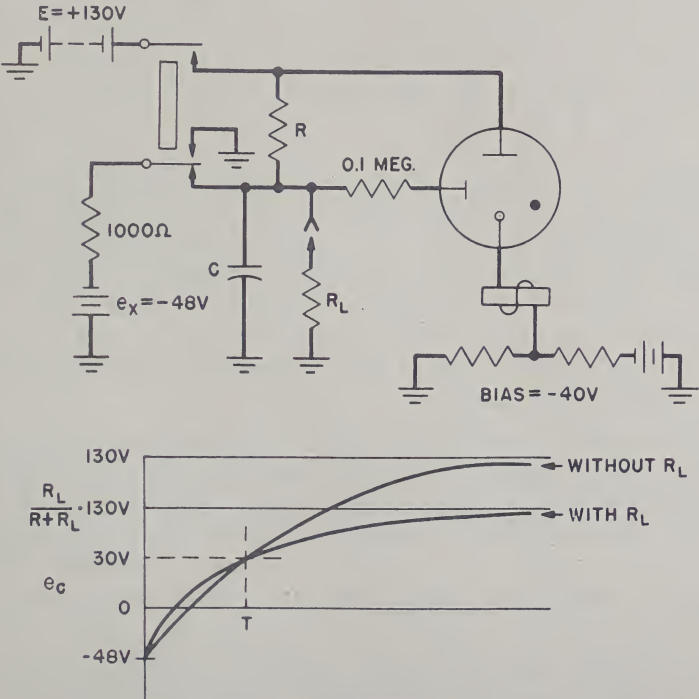 E=+130V
R
0.1 MEG.
1000Ω
C
eₓ=-48V
R_L
BIAS=-40V
130V
WITHOUT R_L
R_L/R+R_L ·130V
WITH R_L
30V
e_c
0
T
-48V